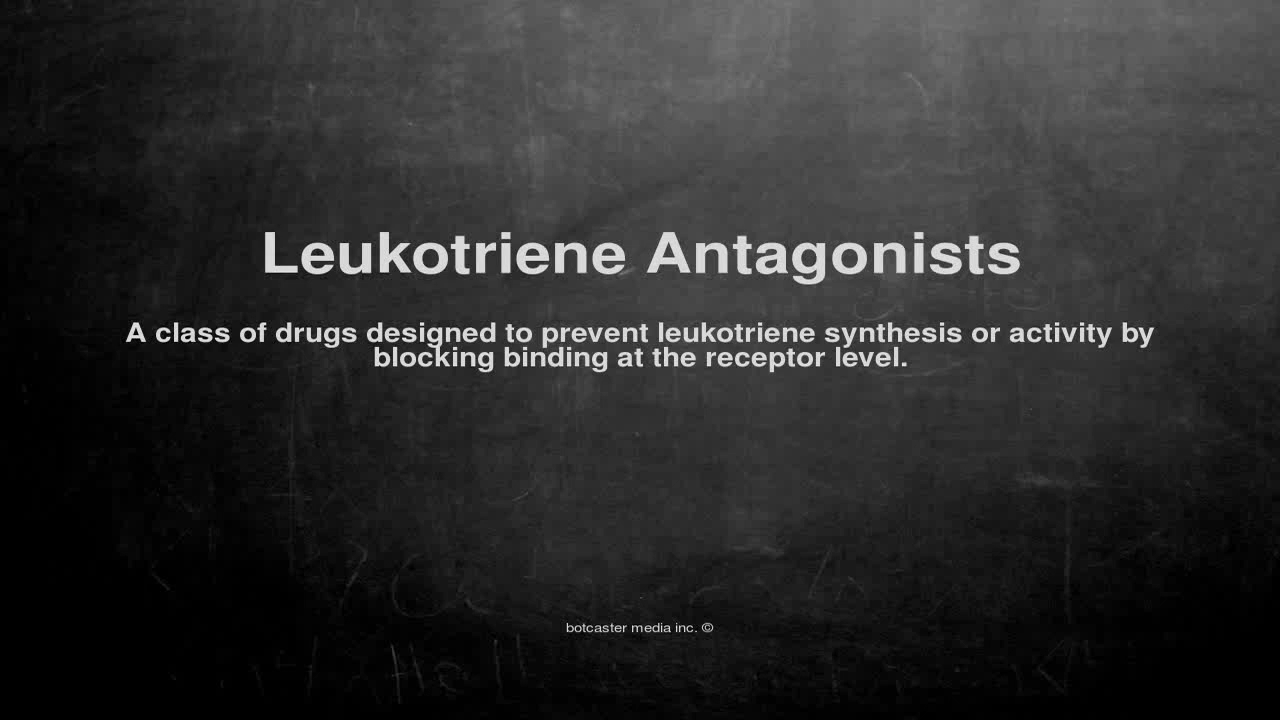 Leukotriene Antagonists
A class of drugs designed to prevent leukotriene synthesis or activity by
blocking binding at the receptor level.
botcaster media inc. ©